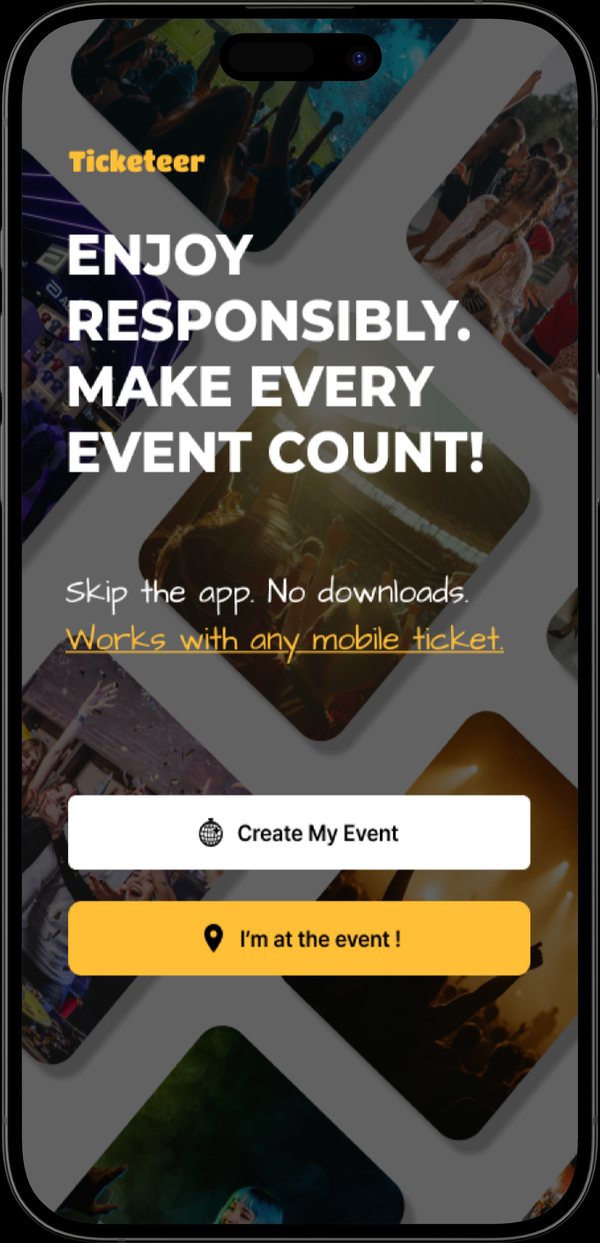 Ticketeer
ENJOY
RESPONSIBLY.
MAKE EVERY
EVENT COUNT!
Skip the app. No downloads.
Works with any mobile ticket.
Create My Event
I'm at the event !